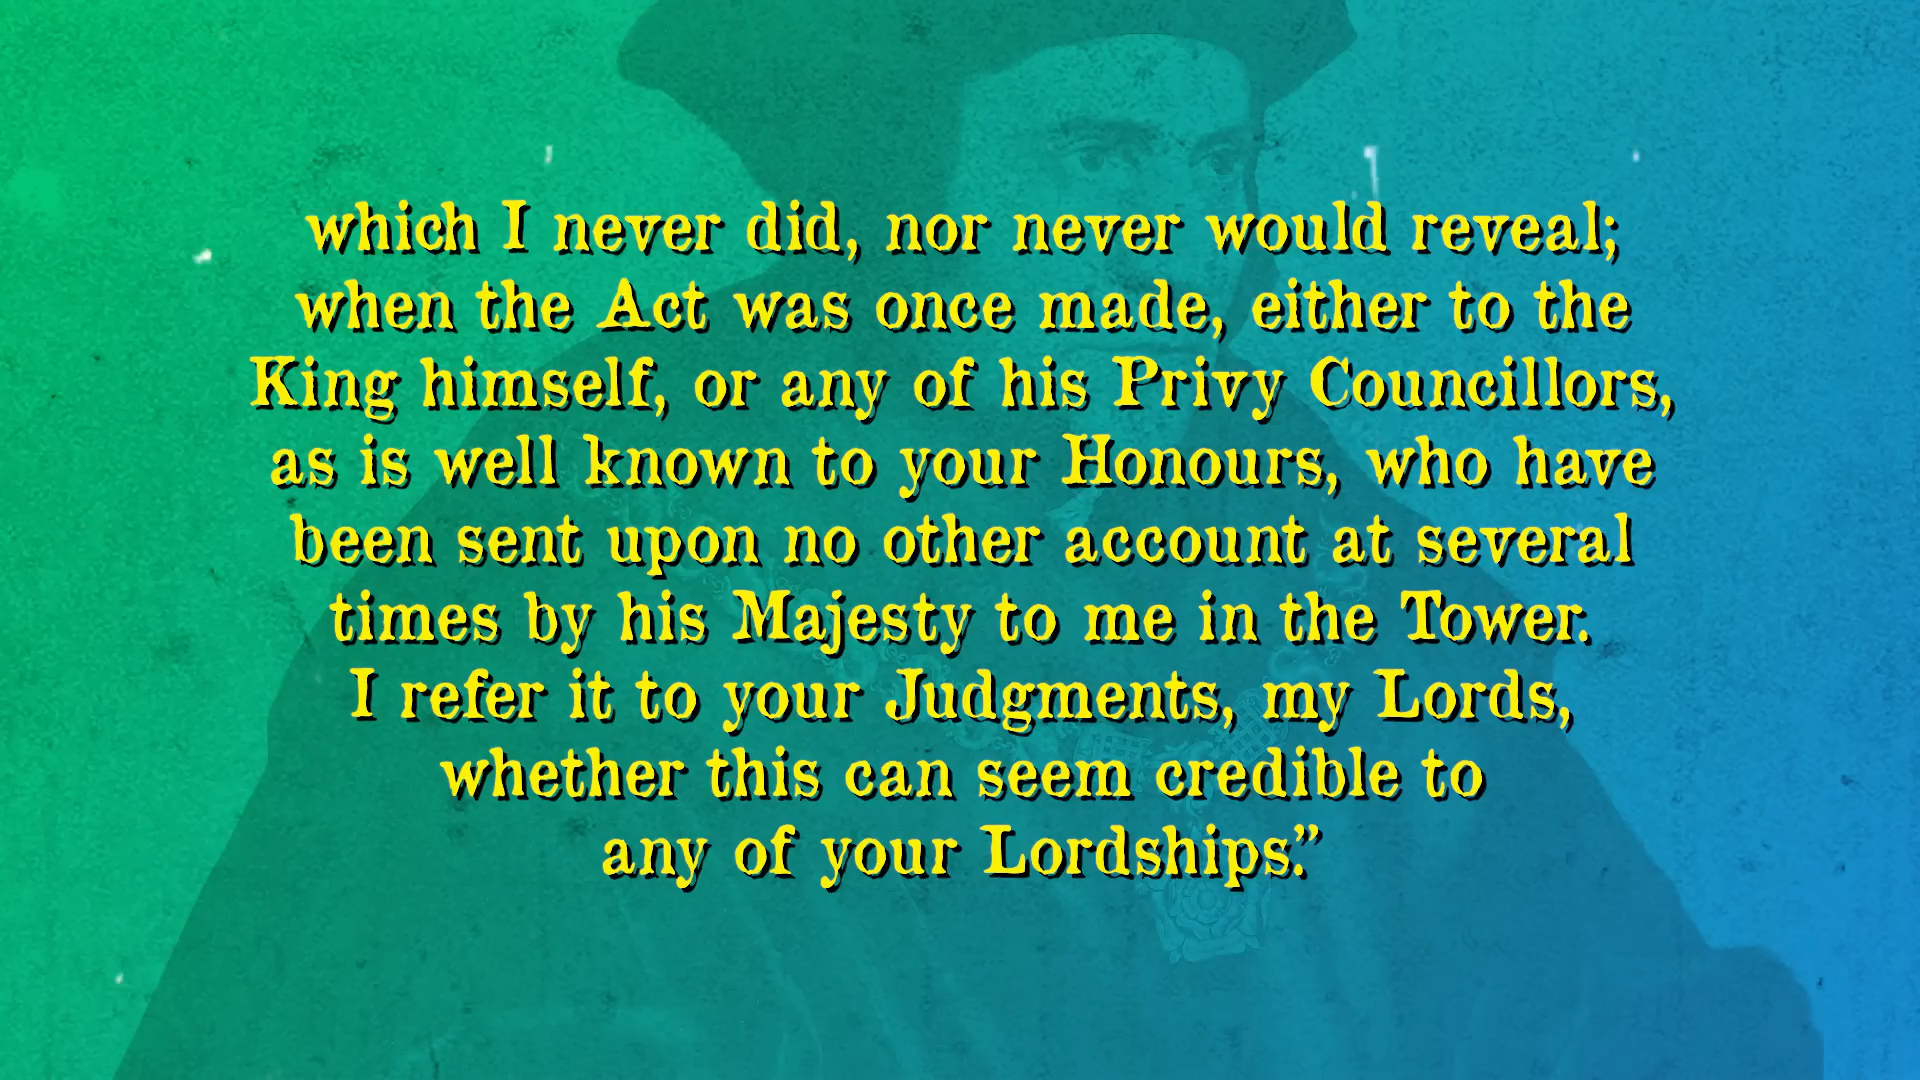 which I never did, nor never would reveal;
when the Act was once made, either to the
King himself, or any of his Privy Councillors,
as is well known to your Honours, who have
been sent upon no other account at several
times by his Majesty to me in the Tower.
I refer it to your Judgments, my Lords,
whether this can seem credible to
any of your Lordships.”